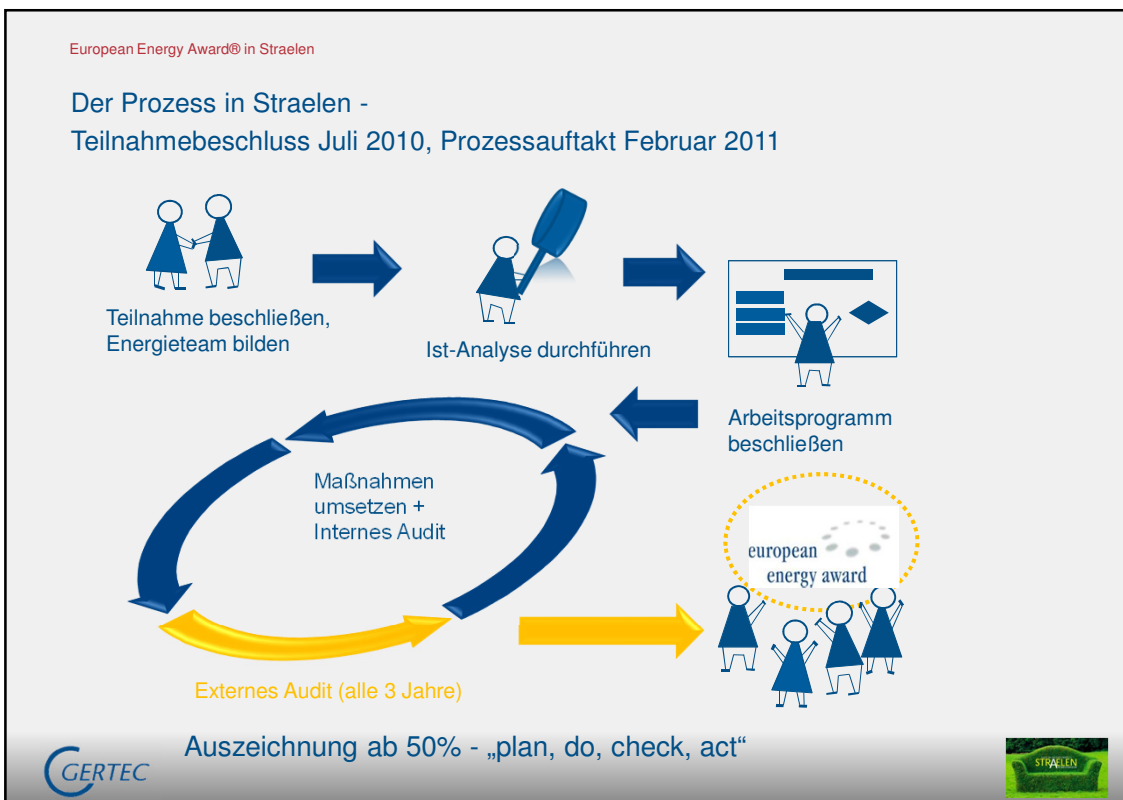 European Energy Award® in Straelen
Der Prozess in Straelen -
Teilnahmebeschluss Juli 2010, Prozessauftakt Februar 2011
Teilnahme beschließen,
Energieteam bilden
Ist-Analyse durchführen
Arbeitsprogramm
beschließen
Maßnahmen
umsetzen +
Internes Audit
european
energy award
Externes Audit (alle 3 Jahre)
Auszeichnung ab 50% - „plan, do, check, act“
GERTEC
STRAELEN